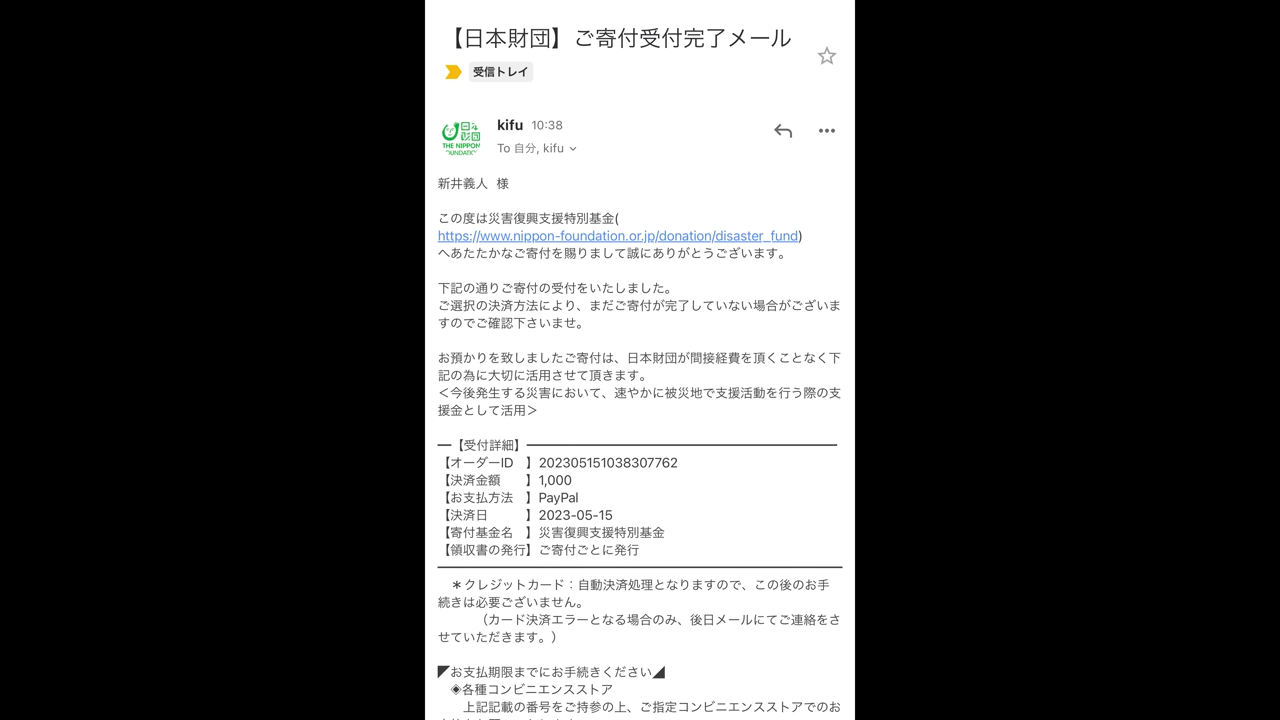 【日本財団】ご寄付受付完了メール
受信トレイ
kifu 10:38
To 自分, kifu
日本財団
THE NIPPON
FOUNDATION
新井義人 様
この度は災害復興支援特別基金(
https://www.nippon-foundation.or.jp/donation/disaster_fund)
へあたたかなご寄付を賜りまして誠にありがとうございます。
下記の通りご寄付の受付をいたしました。
ご選択の決済方法により、まだご寄付が完了していない場合がございま
すのでご確認下さいませ。
お預かりを致しましたご寄付は、日本財団が間接経費を頂くことなく下
記の為に大切に活用させて頂きます。
＜今後発生する災害において、速やかに被災地で支援活動を行う際の支
援金として活用＞
━【受付詳細】━━━━━━━━━━━━━━━━━━━━━━━━━
【オーダーID 】202305151038307762
【決済金額 】1,000
【お支払方法 】PayPal
【決済日 】2023-05-15
【寄付基金名 】災害復興支援特別基金
【領収書の発行】ご寄付ごとに発行
＊クレジットカード：自動決済処理となりますので、この後のお手
続きは必要ございません。
（カード決済エラーとなる場合のみ、後日メールにてご連絡をさ
せていただきます。）
◤お支払期限までにお手続きください◢
◈各種コンビニエンスストア
上記記載の番号をご持参の上、ご指定コンビニエンスストアでのお